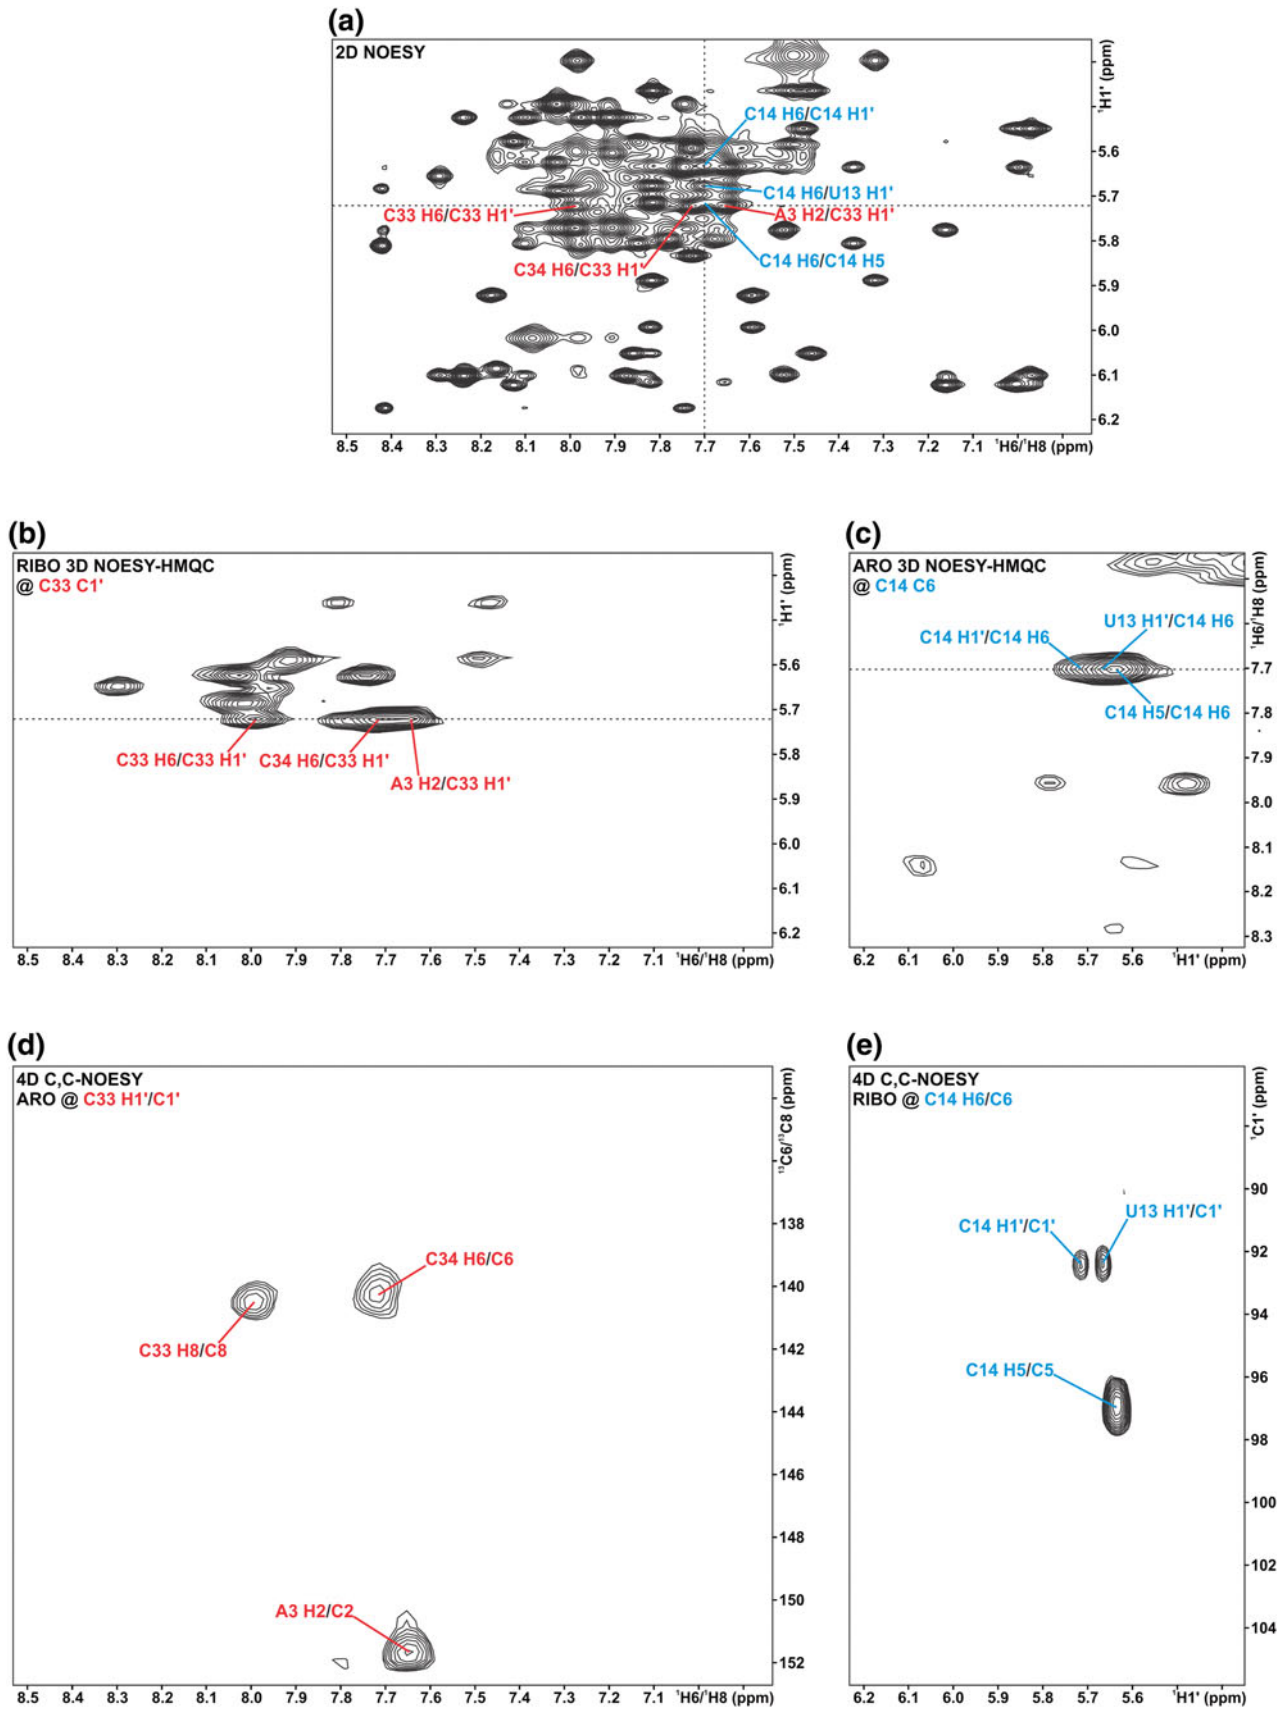 (a)
2D NOESY
¹H1' (ppm)
C14 H6/C14 H1'
5.6
C14 H6/U13 H1'
5.7
C33 H6/C33 H1'
A3 H2/C33 H1'
5.8
C14 H6/C14 H5
C34 H6/C33 H1'
5.9
6.0
6.1
6.2
8.5 8.4 8.3 8.2 8.1 8.0 7.9 7.8 7.7 7.6 7.5 7.4 7.3 7.2 7.1 ¹H6/¹H8 (ppm)
(b)
RIBO 3D NOESY-HMQC
@ C33 C1'
¹H1' (ppm)
5.6
5.7
C33 H6/C33 H1' C34 H6/C33 H1'
5.8
A3 H2/C33 H1'
5.9
6.0
6.1
6.2
8.5 8.4 8.3 8.2 8.1 8.0 7.9 7.8 7.7 7.6 7.5 7.4 7.3 7.2 7.1 ¹H6/¹H8 (ppm)
(c)
ARO 3D NOESY-HMQC
@ C14 C6
¹H6/¹H8 (ppm)
U13 H1'/C14 H6
C14 H1'/C14 H6
7.7
C14 H5/C14 H6
7.8
7.9
8.0
8.1
8.2
8.3
6.2 6.1 6.0 5.9 5.8 5.7 5.6 ¹H1' (ppm)
(d)
4D C,C-NOESY
ARO @ C33 H1'/C1'
¹³C6/¹³C8 (ppm)
138
C34 H6/C6
140
C33 H8/C8
142
144
146
148
150
A3 H2/C2
152
8.5 8.4 8.3 8.2 8.1 8.0 7.9 7.8 7.7 7.6 7.5 7.4 7.3 7.2 7.1 ¹H6/¹H8 (ppm)
(e)
4D C,C-NOESY
RIBO @ C14 H6/C6
¹C1' (ppm)
90
U13 H1'/C1'
C14 H1'/C1'
92
94
C14 H5/C5
96
98
100
102
104
6.2 6.1 6.0 5.9 5.8 5.7 5.6 ¹H1' (ppm)